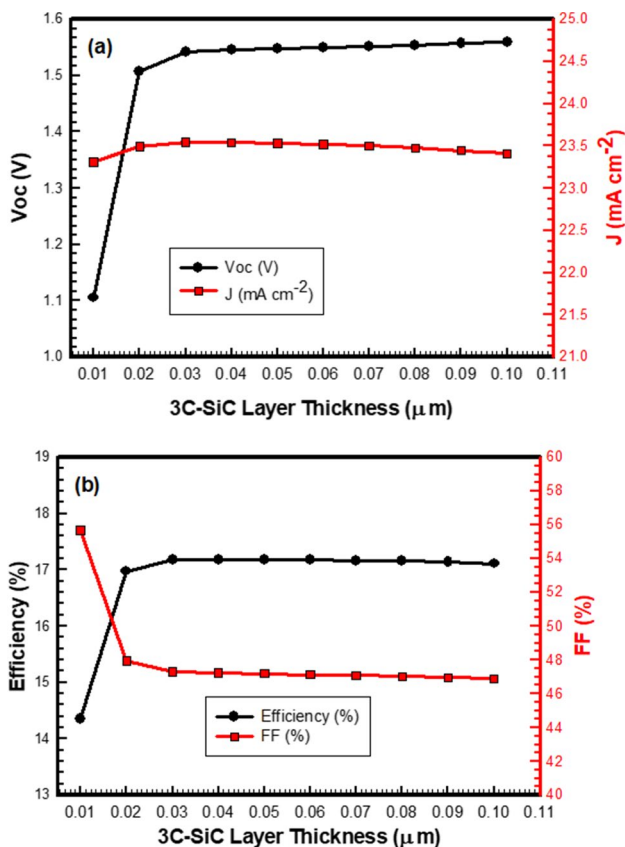 (a)
1.6
1.5
1.4
1.3
1.2
1.1
1.0
Voc (V)
25.0
24.5
24.0
23.5
23.0
22.5
22.0
21.5
21.0
J (mA cm-2)
Voc (V)
J (mA cm-2)
0.01 0.02 0.03 0.04 0.05 0.06 0.07 0.08 0.09 0.10 0.11
3C-SiC Layer Thickness (μm)
(b)
19
18
17
16
15
14
13
Efficiency (%)
60
58
56
54
52
50
48
46
44
42
40
FF (%)
Efficiency (%)
FF (%)
0.01 0.02 0.03 0.04 0.05 0.06 0.07 0.08 0.09 0.10 0.11
3C-SiC Layer Thickness (μm)